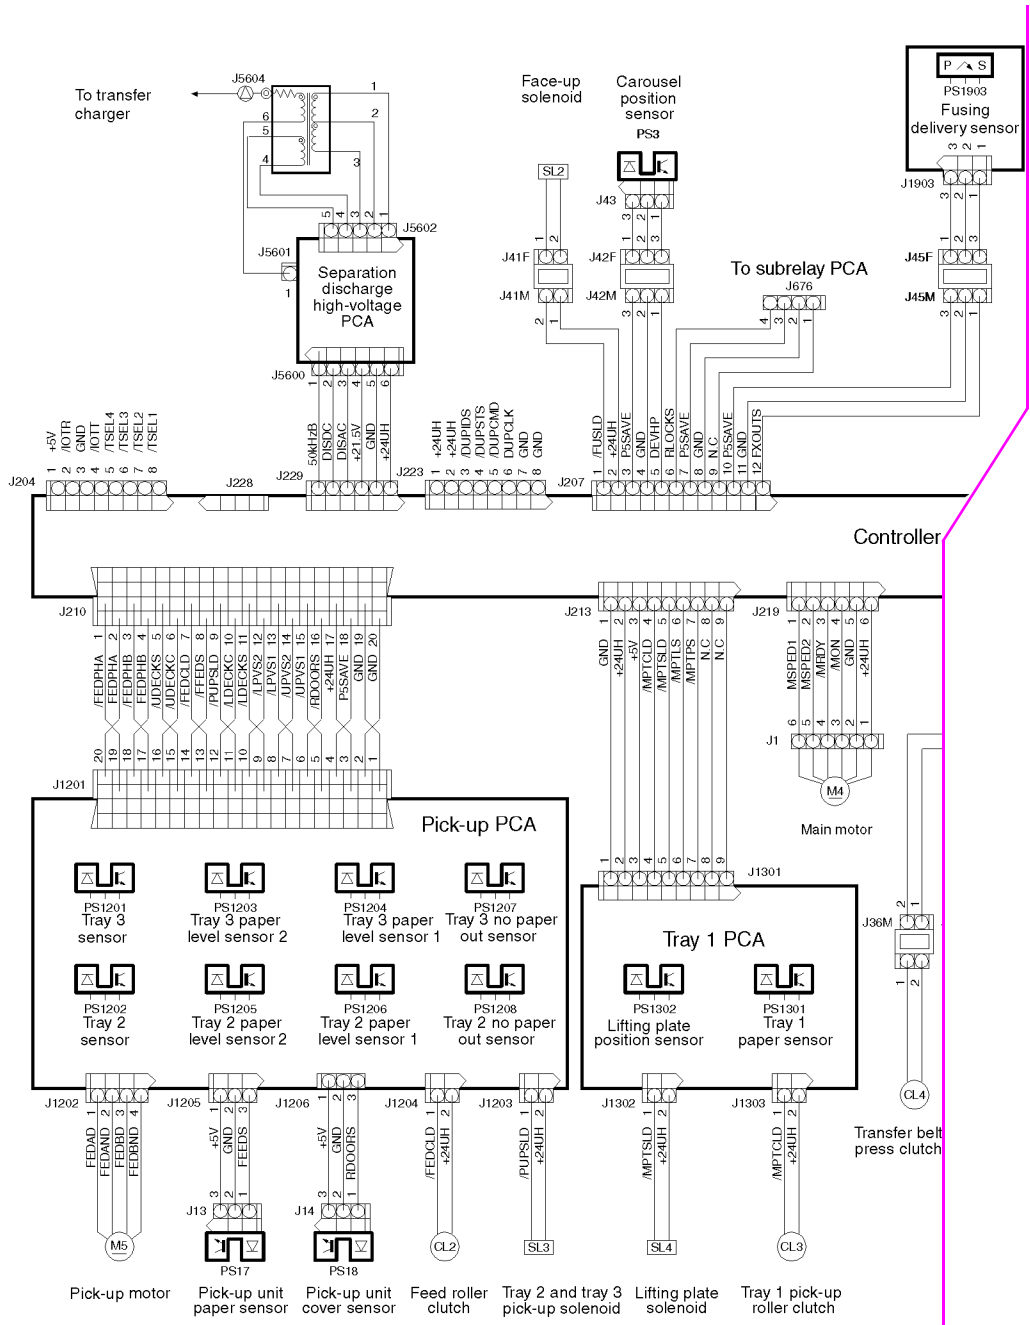 To transfer
charger
J5604
1
2
6
5
4
3
5
4
3
2
1
J5602
J5601
1
Separation
discharge
high-voltage
PCA
J5600
1
2
3
4
5
6
50kHzB
DISDC
DISAC
+21.5V
GND
+24UH
Face-up
solenoid
SL2
1
2
J41F
J41M
2
1
Carousel
position
sensor
PS3
J43
3
2
1
1
2
3
J42F
J42M
3
2
1
To subrelay PCA
J676
4
3
2
1
P S
PS1903
Fusing
delivery sensor
3
2
1
J1903
3
2
1
1
2
3
J45F
J45M
3
2
1
J204
1 +5V
2 /IOTR
3 GND
4 /IOTT
5 /TSEL4
6 /TSEL3
7 /TSEL2
8 /TSEL1
J228
J229
J223
1 +24UH
2 +24UH
3 /DUPIDS
4 /DUPSTS
5 /DUPCMD
6 DUPCLK
7 GND
8 GND
J207
1 /FUSLD
2 +24UH
3 P5SAVE
4 GND
5 DEVHP
6 RLOCKS
7 P5SAVE
8 GND
9 N.C
10 P5SAVE
11 GND
12 FXOUTS
Controller
J210
/FEDPHA 1
FEDPHA 2
/FEDPHB 3
FEDPHB 4
/UDECKS 5
/UDECKC 6
/FEDCLD 7
/FFEDS 8
/PUPSLD 9
/LDECKC 10
/LDECKS 11
/LPVS2 12
/LPVS1 13
/UPVS2 14
/UPVS1 15
/RDOORS 16
+24UH 17
P5SAVE 18
GND 19
GND 20
20
19
18
17
16
15
14
13
12
11
10
9
8
7
6
5
4
3
2
1
J1201
J213
GND 1
+24UH 2
+5V 3
/MPTCLD 4
/MPTSLD 5
/MPTLS 6
/MPTPS 7
N.C 8
N.C 9
1
2
3
4
5
6
7
8
9
J1301
J219
MSPED1 1
MSPED2 2
/MRDY 3
/MON 4
GND 5
+24UH 6
6
5
4
3
2
1
J1
M4
Main motor
Pick-up PCA
PS1201
Tray 3
sensor
PS1203
Tray 3 paper
level sensor 2
PS1204
Tray 3 paper
level sensor 1
PS1207
Tray 3 no paper
out sensor
PS1202
Tray 2
sensor
PS1205
Tray 2 paper
level sensor 2
PS1206
Tray 2 paper
level sensor 1
PS1208
Tray 2 no paper
out sensor
Tray 1 PCA
PS1302
Lifting plate
position sensor
PS1301
Tray 1
paper sensor
2
1
J36M
1
2
CL4
Transfer belt
press clutch
J1202
FEDAD 1
FEDAND 2
FEDBD 3
FEDBND 4
M5
Pick-up motor
J1205
+5V 1
GND 2
FEEDS 3
3
2
1
J13
PS17
Pick-up unit
paper sensor
J1206
+5V 1
GND 2
RDOORS 3
3
2
1
J14
PS18
Pick-up unit
cover sensor
J1204
/FEDCLD 1
+24UH 2
CL2
Feed roller
clutch
J1203
/PUPSLD 1
+24UH 2
SL3
Tray 2 and tray 3
pick-up solenoid
J1302
/MPTSLD 1
+24UH 2
SL4
Lifting plate
solenoid
J1303
/MPTCLD 1
+24UH 2
CL3
Tray 1 pick-up
roller clutch